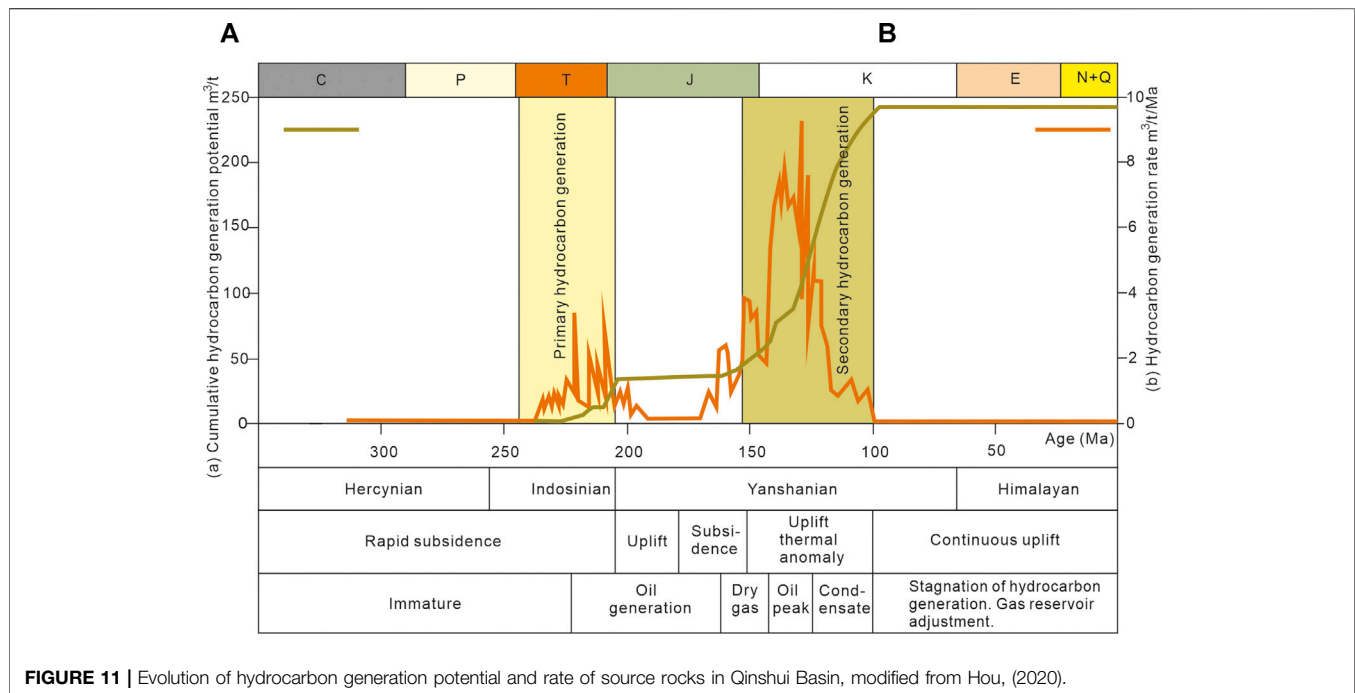 A B
C P T J K E N+Q
(a) Cumulative hydrocarbon generation potential m³/t
250
200
150
100
50
0
Primary hydrocarbon generation
Secondary hydrocarbon generation
10
8
6
4
2
0
(b) Hydrocarbon generation rate m³/t/Ma
300 250 200 150 100 50 Age (Ma)
Hercynian Indosinian Yanshanian Himalayan
Rapid subsidence
Uplift
Subsi-
dence
Uplift
thermal
anomaly
Continuous uplift
Immature
Oil
generation
Dry
gas
Oil
peak
Cond-
ensate
Stagnation of hydrocarbon
generation. Gas reservoir
adjustment.
FIGURE 11 | Evolution of hydrocarbon generation potential and rate of source rocks in Qinshui Basin, modified from Hou, (2020).